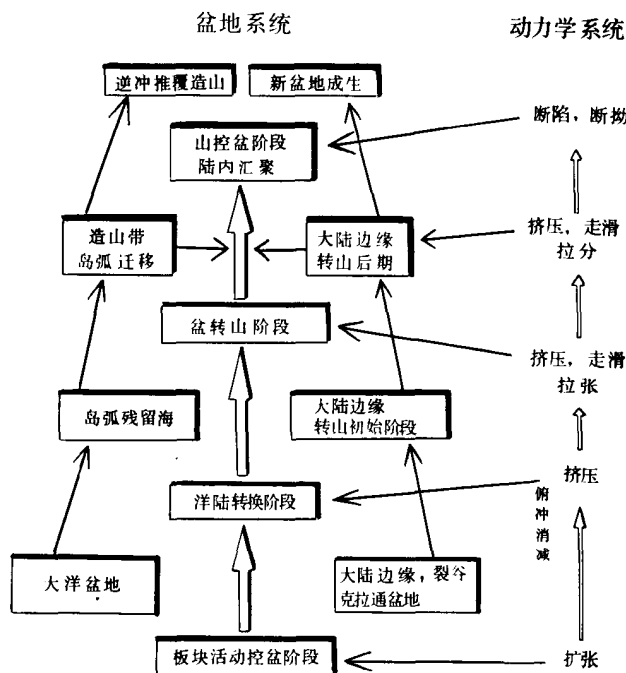 盆地系统
动力学系统
逆冲推覆造山
新盆地成生
断陷，断拗
山控盆阶段
陆内汇聚
造山带
岛弧迁移
大陆边缘
转山后期
挤压，走滑
拉分
盆转山阶段
挤压，走滑
拉张
岛弧残留海
大陆边缘
转山初始阶段
挤压
洋陆转换阶段
俯冲消减
大洋盆地
大陆边缘，裂谷
克拉通盆地
板块活动控盆阶段
扩张